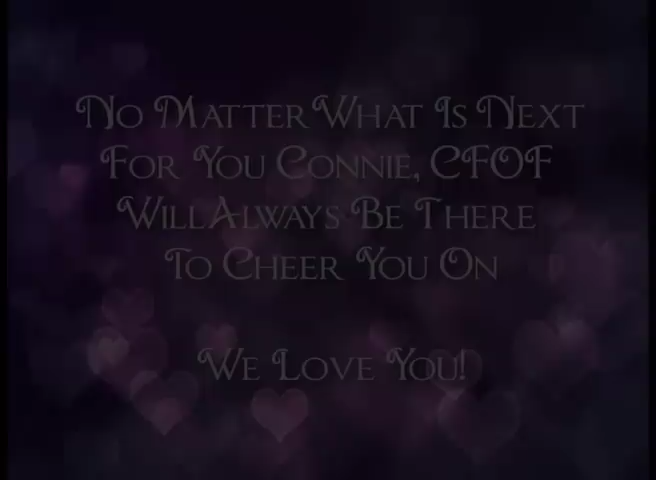 No Matter What Is Next
For You Connie, CFOF
Will Always Be There
To Cheer You On
We Love You!